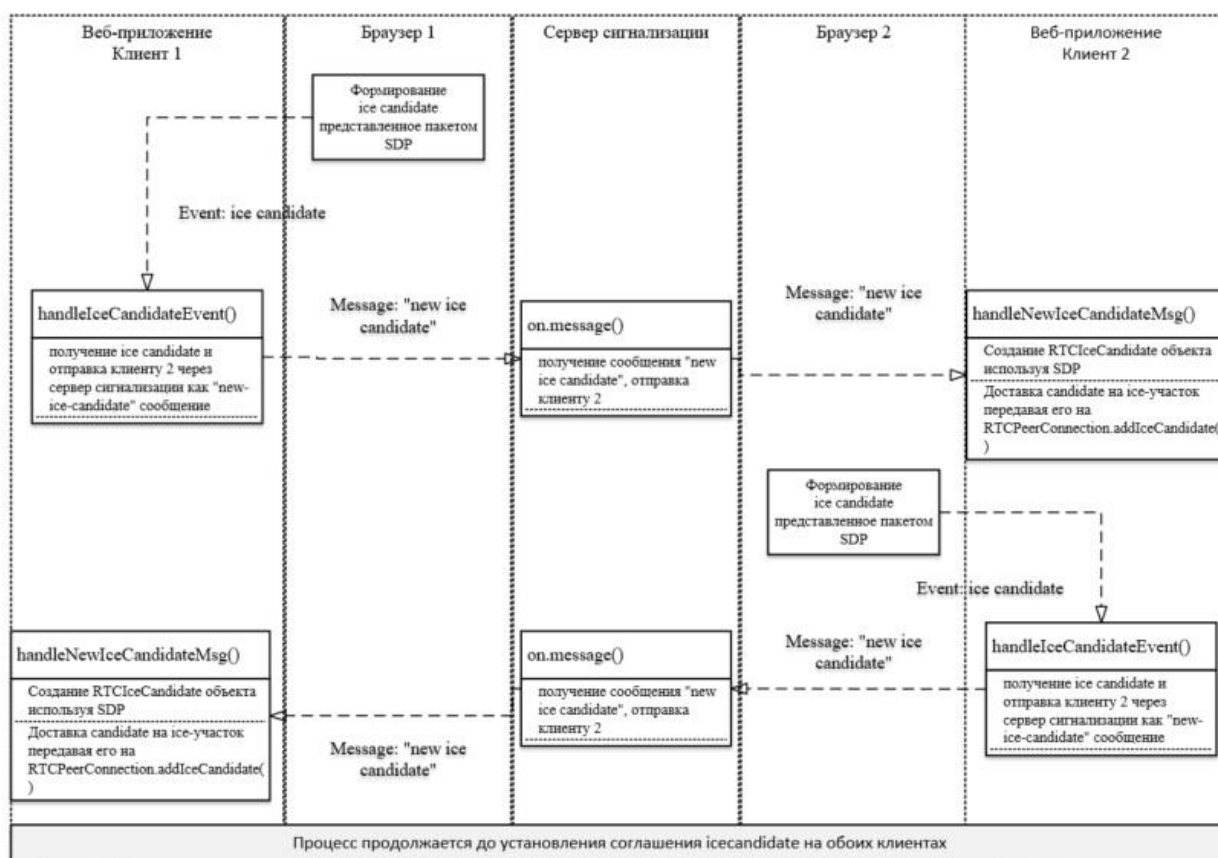 Веб-приложение
Клиент 1
Браузер 1
Сервер сигнализации
Браузер 2
Веб-приложение
Клиент 2
Формирование
ice candidate
представленное пакетом
SDP
Event: ice candidate
handleIceCandidateEvent()
получение ice candidate и
отправка клиенту 2 через
сервер сигнализации как "new-
ice-candidate" сообщение
Message: "new ice
candidate"
on.message()
получение сообщения "new
ice candidate", отправка
клиенту 2
Message: "new ice
candidate"
handleNewIceCandidateMsg()
Создание RTCIceCandidate объекта
используя SDP
Доставка candidate на ice-участок
передавая его на
RTCPeerConnection.addIceCandidate(
)
Формирование
ice candidate
представленное пакетом
SDP
Event: ice candidate
handleIceCandidateEvent()
получение ice candidate и
отправка клиенту 2 через
сервер сигнализации как "new-
ice-candidate" сообщение
Message: "new ice
candidate"
on.message()
получение сообщения "new
ice candidate", отправка
клиенту 2
Message: "new ice
candidate"
handleNewIceCandidateMsg()
Создание RTCIceCandidate объекта
используя SDP
Доставка candidate на ice-участок
передавая его на
RTCPeerConnection.addIceCandidate(
)
Процесс продолжается до установления соглашения icecandidate на обоих клиентах